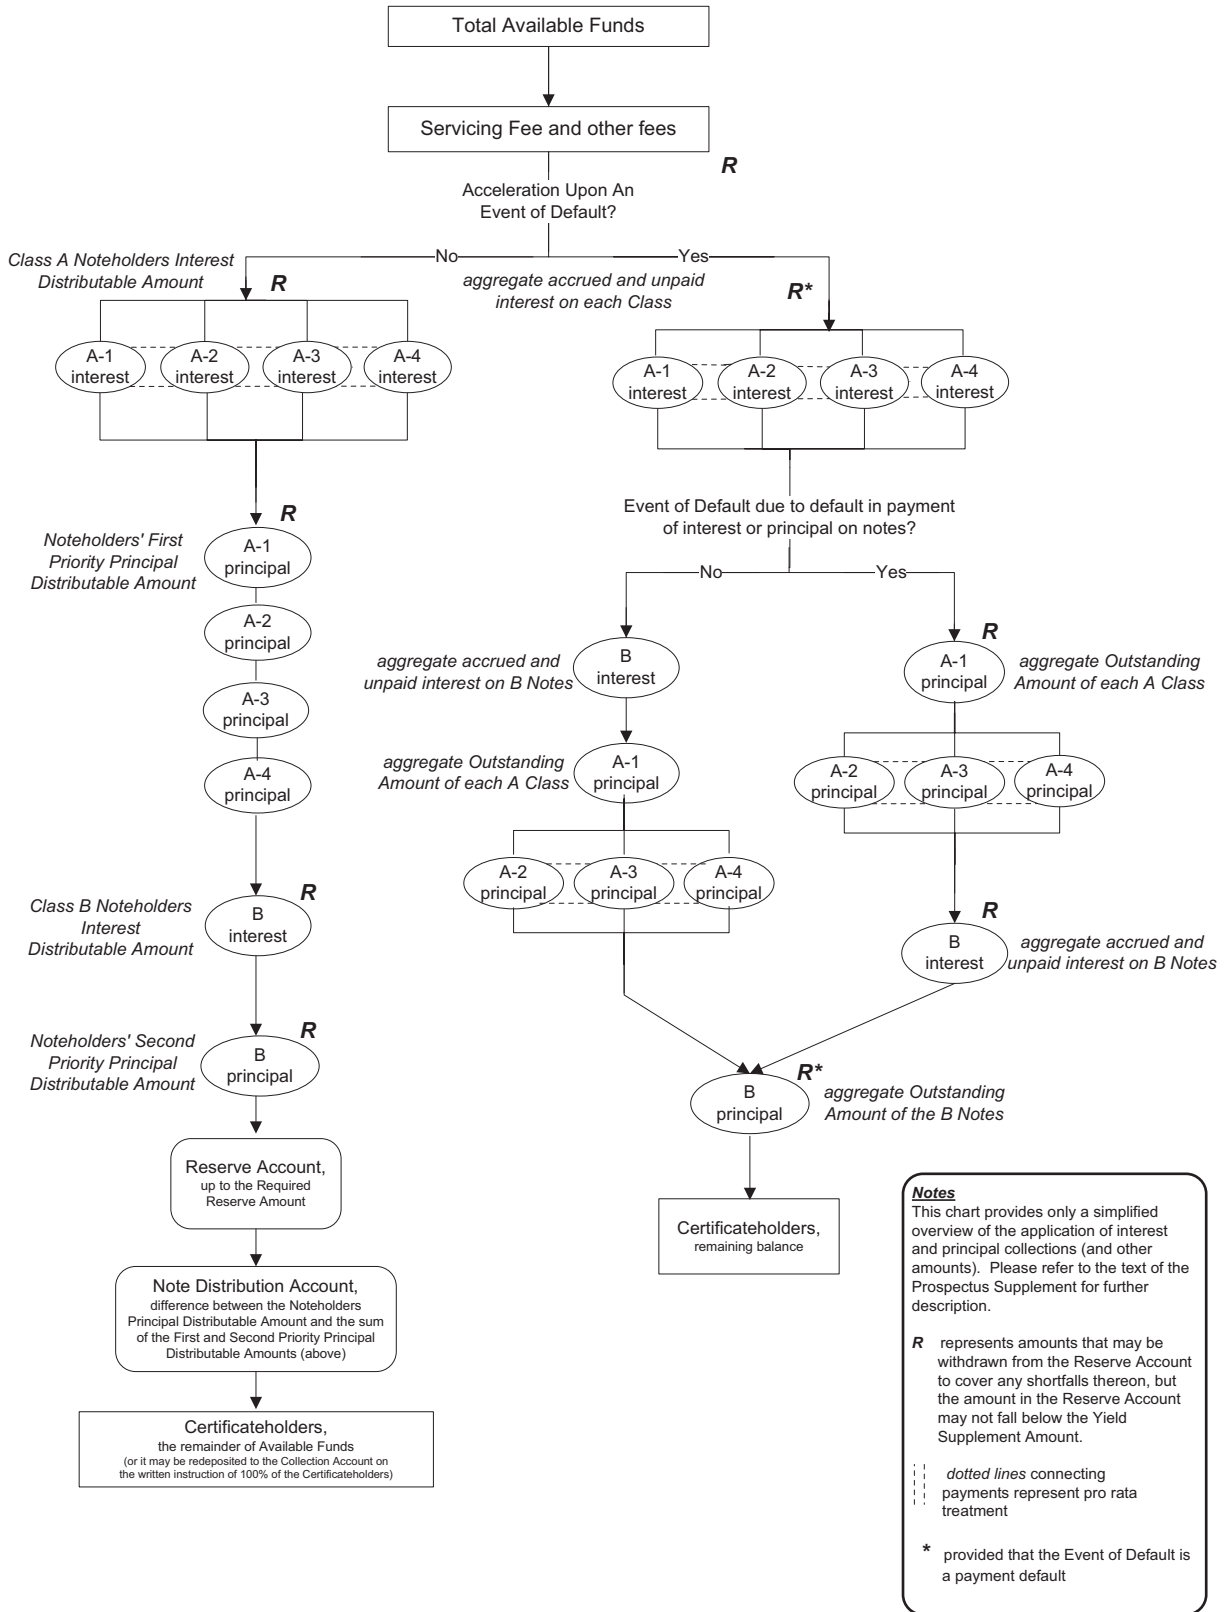 Total Available Funds
Servicing Fee and other fees
R
Acceleration Upon An
Event of Default?
No
Yes
Class A Noteholders Interest
Distributable Amount
R
aggregate accrued and unpaid
interest on each Class
R*
A-1
interest
A-2
interest
A-3
interest
A-4
interest
A-1
interest
A-2
interest
A-3
interest
A-4
interest
R
Noteholders' First
Priority Principal
Distributable Amount
A-1
principal
A-2
principal
A-3
principal
A-4
principal
Class B Noteholders
Interest
Distributable Amount
R
B
interest
Noteholders' Second
Priority Principal
Distributable Amount
R
B
principal
Reserve Account,
up to the Required
Reserve Amount
Note Distribution Account,
difference between the Noteholders
Principal Distributable Amount and the sum
of the First and Second Priority Principal
Distributable Amounts (above)
Certificateholders,
the remainder of Available Funds
(or it may be redeposited to the Collection Account on
the written instruction of 100% of the Certificateholders)
Event of Default due to default in payment
of interest or principal on notes?
No
Yes
aggregate accrued and
unpaid interest on B Notes
B
interest
aggregate Outstanding
Amount of each A Class
A-1
principal
A-2
principal
A-3
principal
A-4
principal
R
A-1
principal
aggregate Outstanding
Amount of each A Class
A-2
principal
A-3
principal
A-4
principal
R
B
interest
aggregate accrued and
unpaid interest on B Notes
R*
B
principal
aggregate Outstanding
Amount of the B Notes
Certificateholders,
remaining balance
Notes
This chart provides only a simplified
overview of the application of interest
and principal collections (and other
amounts). Please refer to the text of the
Prospectus Supplement for further
description.
R represents amounts that may be
withdrawn from the Reserve Account
to cover any shortfalls thereon, but
the amount in the Reserve Account
may not fall below the Yield
Supplement Amount.
dotted lines connecting
payments represent pro rata
treatment
* provided that the Event of Default is
a payment default